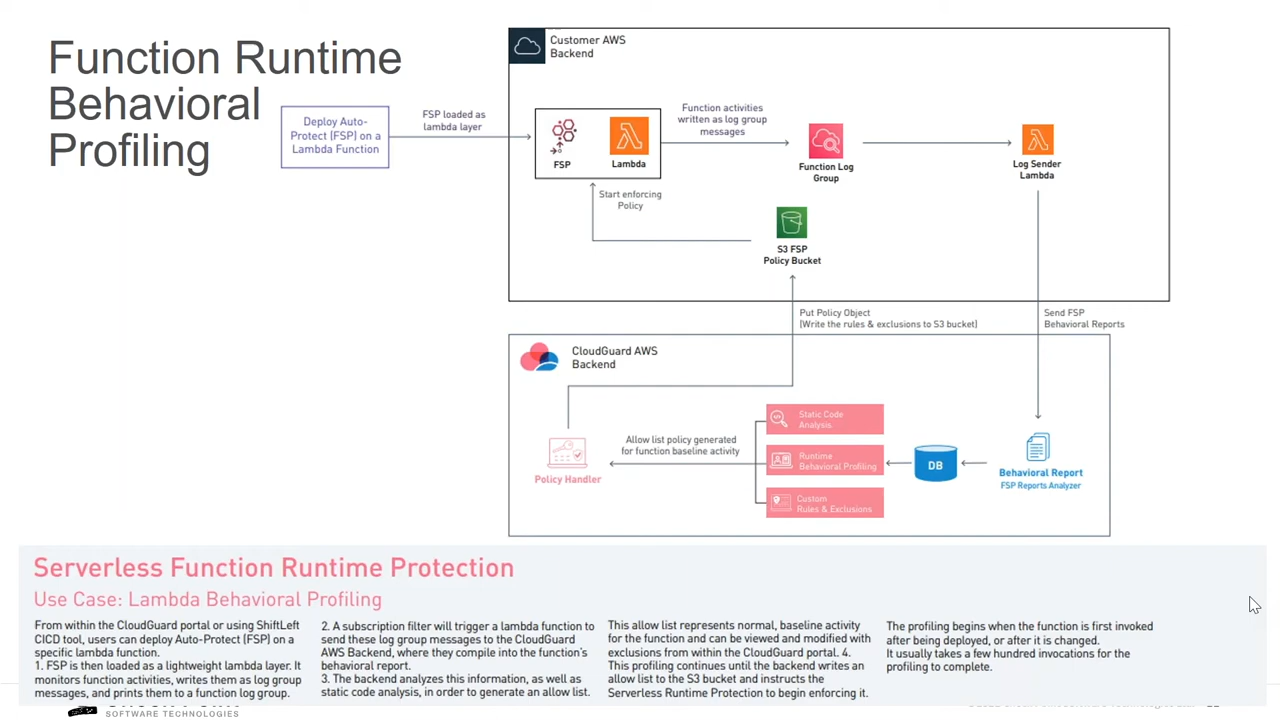 Function Runtime
Behavioral
Profiling
Deploy Auto-
Protect (FSP) on a
Lambda Function
FSP loaded as
lambda layer
Customer AWS
Backend
FSP
Lambda
Function activities
written as log group
messages
Function Log
Group
Log Sender
Lambda
Start enforcing
Policy
S3 FSP
Policy Bucket
Put Policy Object
(Write the rules & exclusions to S3 bucket)
Send FSP
Behavioral Reports
CloudGuard AWS
Backend
Policy Handler
Allow list policy generated
for function baseline activity
Static Code
Analysis
Runtime
Behavioral Profiling
Custom
Rules & Exclusions
DB
Behavioral Report
FSP Reports Analyzer
Serverless Function Runtime Protection
Use Case: Lambda Behavioral Profiling
From within the CloudGuard portal or using ShiftLeft
CICD tool, users can deploy Auto-Protect (FSP) on a
specific lambda function.
1. FSP is then loaded as a lightweight lambda layer. It
monitors function activities, writes them as log group
messages, and prints them to a function log group.
2. A subscription filter will trigger a lambda function to
send these log group messages to the CloudGuard
AWS Backend, where they compile into the function's
behavioral report.
3. The backend analyzes this information, as well as
static code analysis, in order to generate an allow list.
This allow list represents normal, baseline activity
for the function and can be viewed and modified with
exclusions from within the CloudGuard portal. 4.
This profiling continues until the backend writes an
allow list to the S3 bucket and instructs the
Serverless Runtime Protection to begin enforcing it.
The profiling begins when the function is first invoked
after being deployed, or after it is changed.
It usually takes a few hundred invocations for the
profiling to complete.
SOFTWARE TECHNOLOGIES